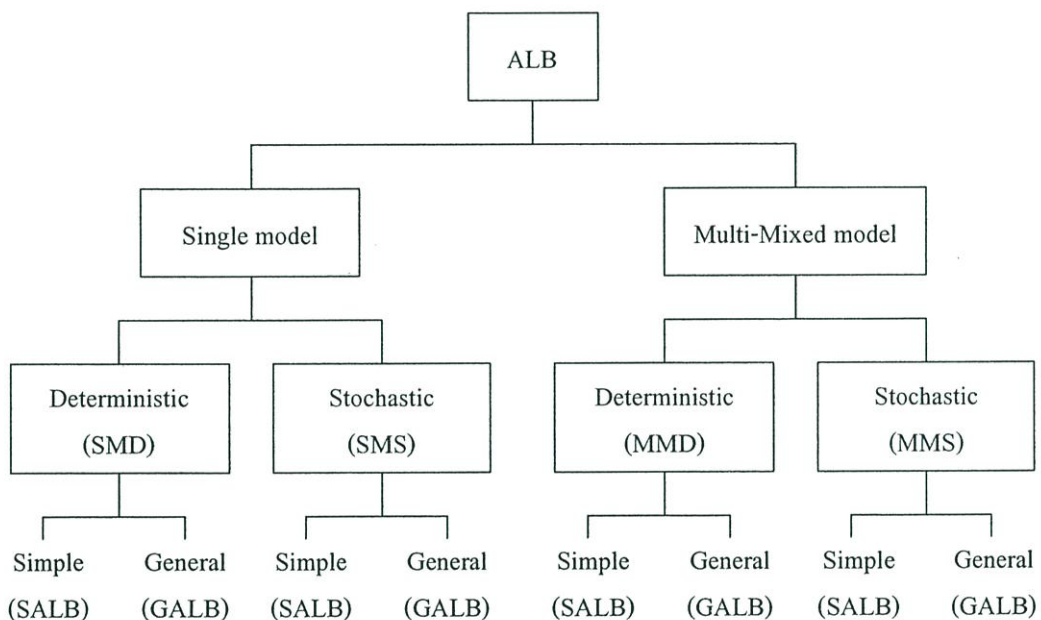 ALB
Single model
Multi-Mixed model
Deterministic
(SMD)
Stochastic
(SMS)
Deterministic
(MMD)
Stochastic
(MMS)
Simple
(SALB)
General
(GALB)
Simple
(SALB)
General
(GALB)
Simple
(SALB)
General
(GALB)
Simple
(SALB)
General
(GALB)